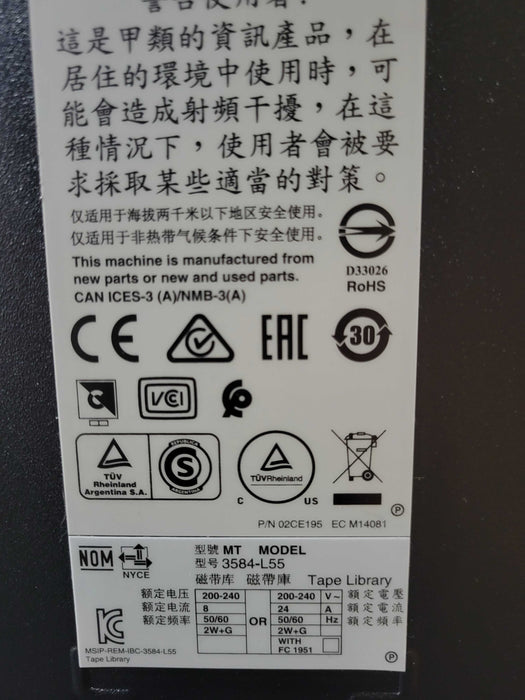 警告使用者:
這是甲類的資訊產品，在
居住的環境中使用時，可
能會造成射頻干擾，在這
種情況下，使用者會被要
求採取某些適當的對策。
仅适用于海拔两千米以下地区安全使用。
仅适用于非热带气候条件下安全使用。
This machine is manufactured from
new parts or new and used parts.
CAN ICES-3 (A)/NMB-3(A)
D33026
RoHS
CE
EAC
30
VCCI
TÜV
Rheinland
Argentina S.A.
REPUBLICA
S
ARGENTINA
TÜVRheinland
C US
P
P/N 02CE195 EC M14081
NOM
NYCE
型號 MT MODEL
型号 3584-L55
磁带库 磁帶庫 Tape Library
额定电压 200-240 OR 200-240 V~ 額定電壓
额定电流 8 24 A 額定電流
额定频率 50/60 50/60 Hz 額定頻率
2W+G 2W+G
WITH
FC 1951
MSIP-REM-IBC-3584-L55
Tape Library
P